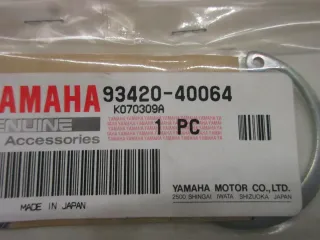 YAMAHA 93420-40064
K070309A
GENUINE 1 PC
Accessories
MADE IN JAPAN
YAMAHA MOTOR CO., LTD.
2500 SHINGAI IWATA SHIZUOKA JAPAN